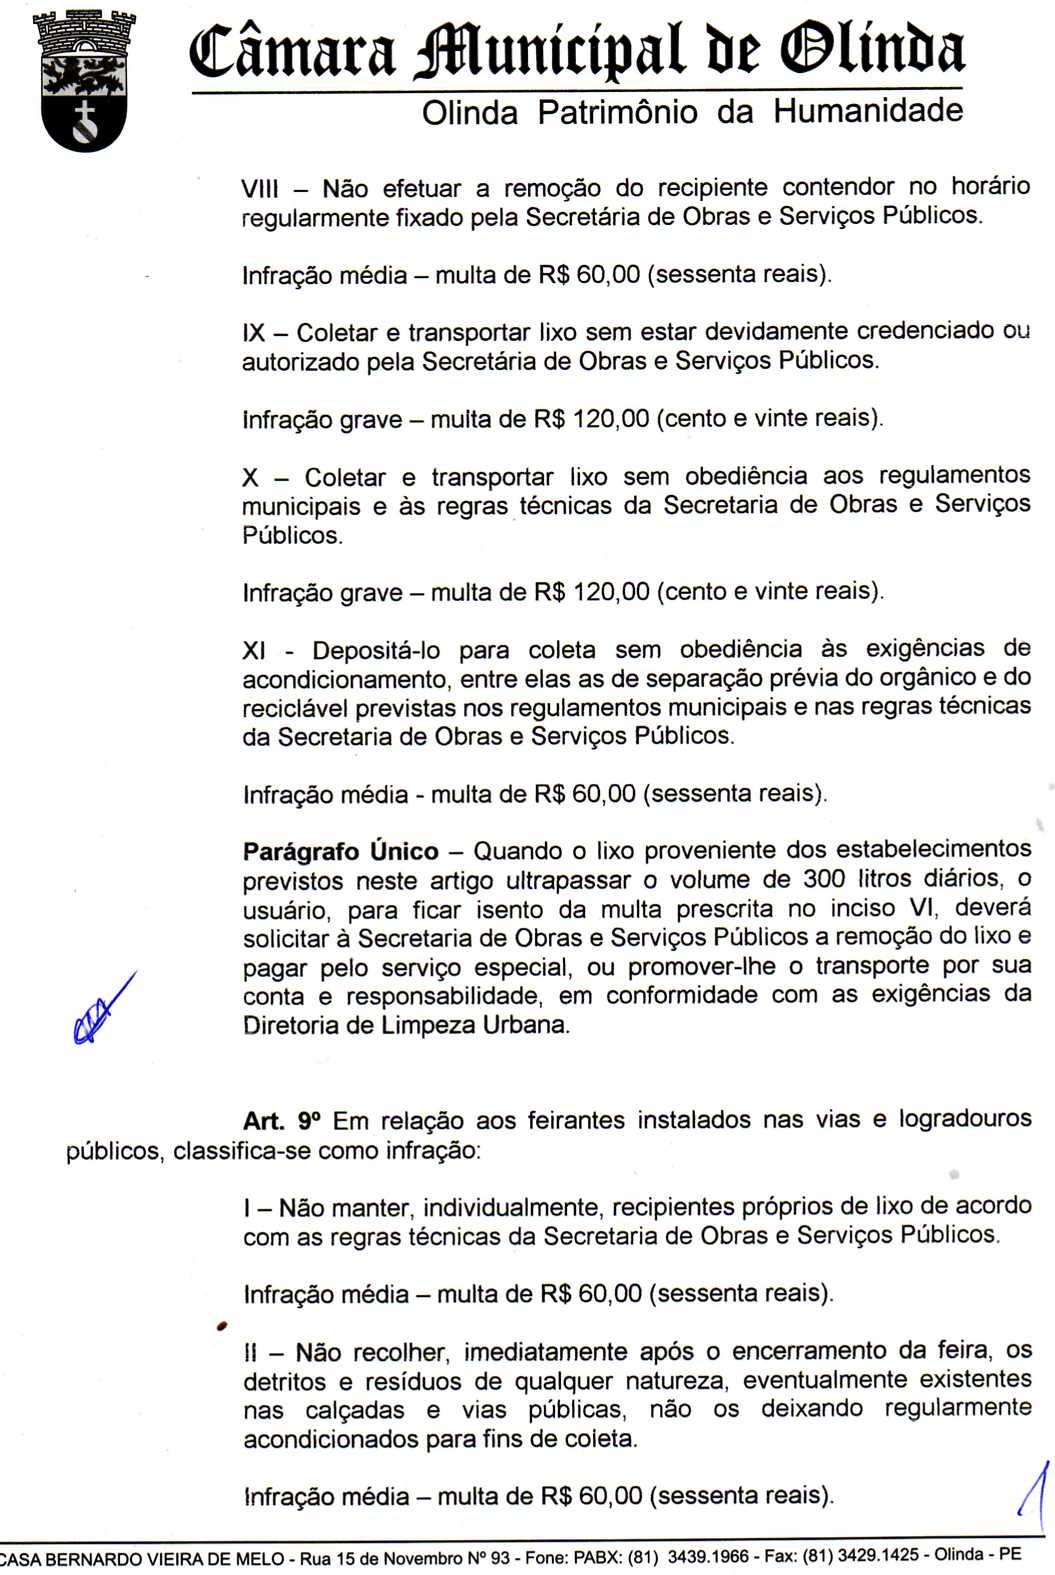 Câmara Municipal de Olinda
Olinda Patrimônio da Humanidade
VIII – Não efetuar a remoção do recipiente contendor no horário
regularmente fixado pela Secretária de Obras e Serviços Públicos.
Infração média – multa de R$ 60,00 (sessenta reais).
IX – Coletar e transportar lixo sem estar devidamente credenciado ou
autorizado pela Secretária de Obras e Serviços Públicos.
Infração grave – multa de R$ 120,00 (cento e vinte reais).
X – Coletar e transportar lixo sem obediência aos regulamentos
municipais e às regras técnicas da Secretaria de Obras e Serviços
Públicos.
Infração grave – multa de R$ 120,00 (cento e vinte reais).
XI - Depositá-lo para coleta sem obediência às exigências de
acondicionamento, entre elas as de separação prévia do orgânico e do
reciclável previstas nos regulamentos municipais e nas regras técnicas
da Secretaria de Obras e Serviços Públicos.
Infração média - multa de R$ 60,00 (sessenta reais).
Parágrafo Único – Quando o lixo proveniente dos estabelecimentos
previstos neste artigo ultrapassar o volume de 300 litros diários, o
usuário, para ficar isento da multa prescrita no inciso VI, deverá
solicitar à Secretaria de Obras e Serviços Públicos a remoção do lixo e
pagar pelo serviço especial, ou promover-lhe o transporte por sua
conta e responsabilidade, em conformidade com as exigências da
Diretoria de Limpeza Urbana.
Art. 9º Em relação aos feirantes instalados nas vias e logradouros
públicos, classifica-se como infração:
I – Não manter, individualmente, recipientes próprios de lixo de acordo
com as regras técnicas da Secretaria de Obras e Serviços Públicos.
Infração média – multa de R$ 60,00 (sessenta reais).
II – Não recolher, imediatamente após o encerramento da feira, os
detritos e resíduos de qualquer natureza, eventualmente existentes
nas calçadas e vias públicas, não os deixando regularmente
acondicionados para fins de coleta.
Infração média – multa de R$ 60,00 (sessenta reais).
CASA BERNARDO VIEIRA DE MELO - Rua 15 de Novembro Nº 93 - Fone: PABX: (81) 3439.1966 - Fax: (81) 3429.1425 - Olinda - PE